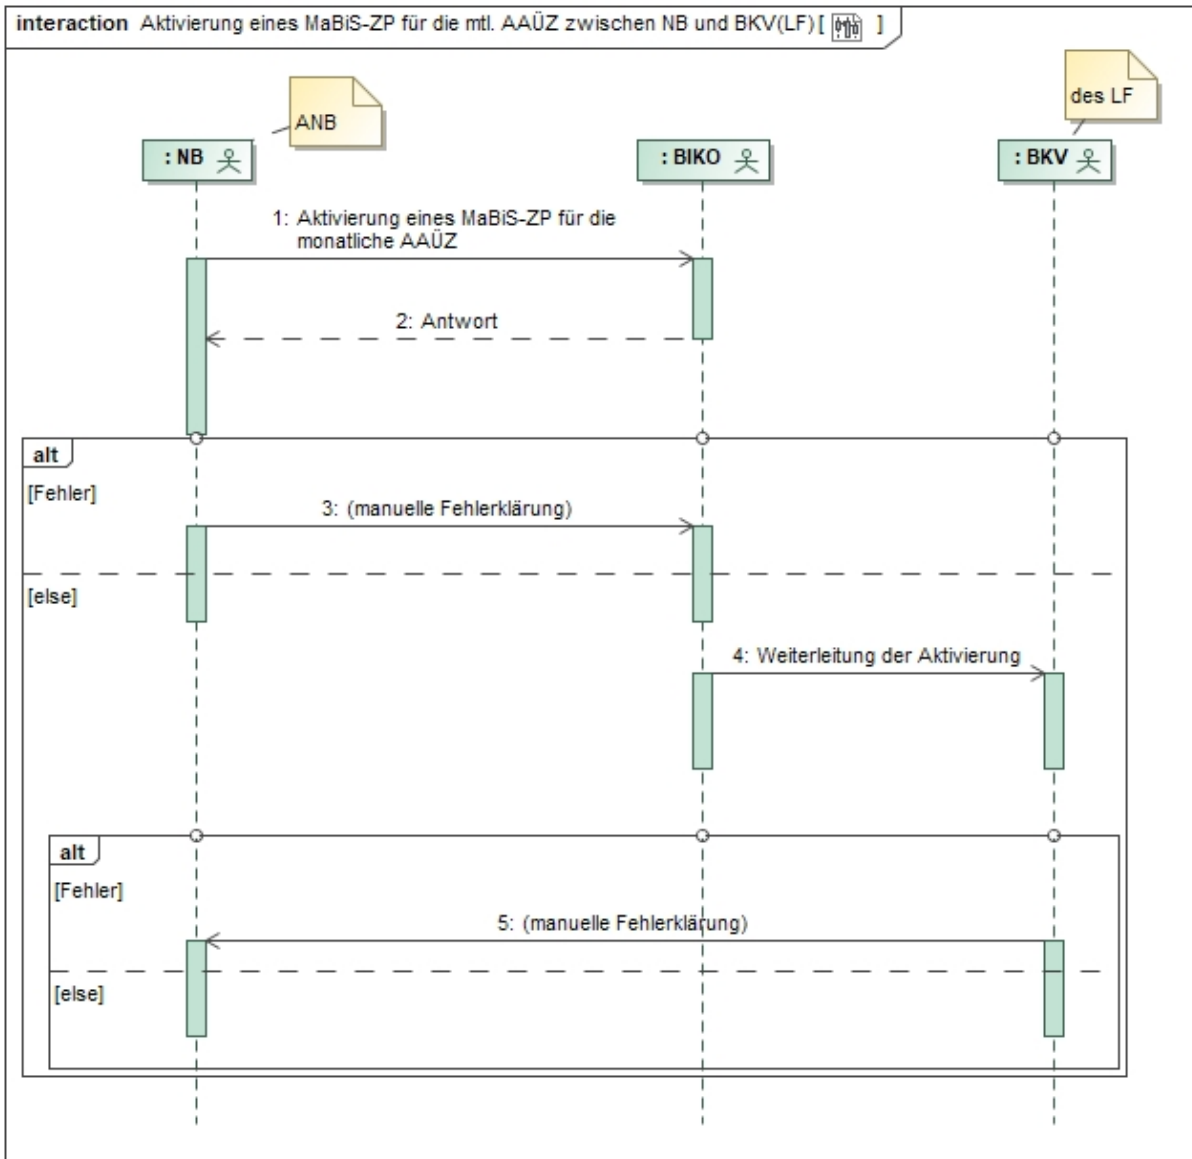 interaction Aktivierung eines MaBiS-ZP für die mtl. AAÜZ zwischen NB und BKV(LF)[ ]
ANB
des LF
: NB
: BIKO
: BKV
1: Aktivierung eines MaBiS-ZP für die
monatliche AAÜZ
2: Antwort
alt
[Fehler]
3: (manuelle Fehlerklärung)
[else]
4: Weiterleitung der Aktivierung
alt
[Fehler]
5: (manuelle Fehlerklärung)
[else]